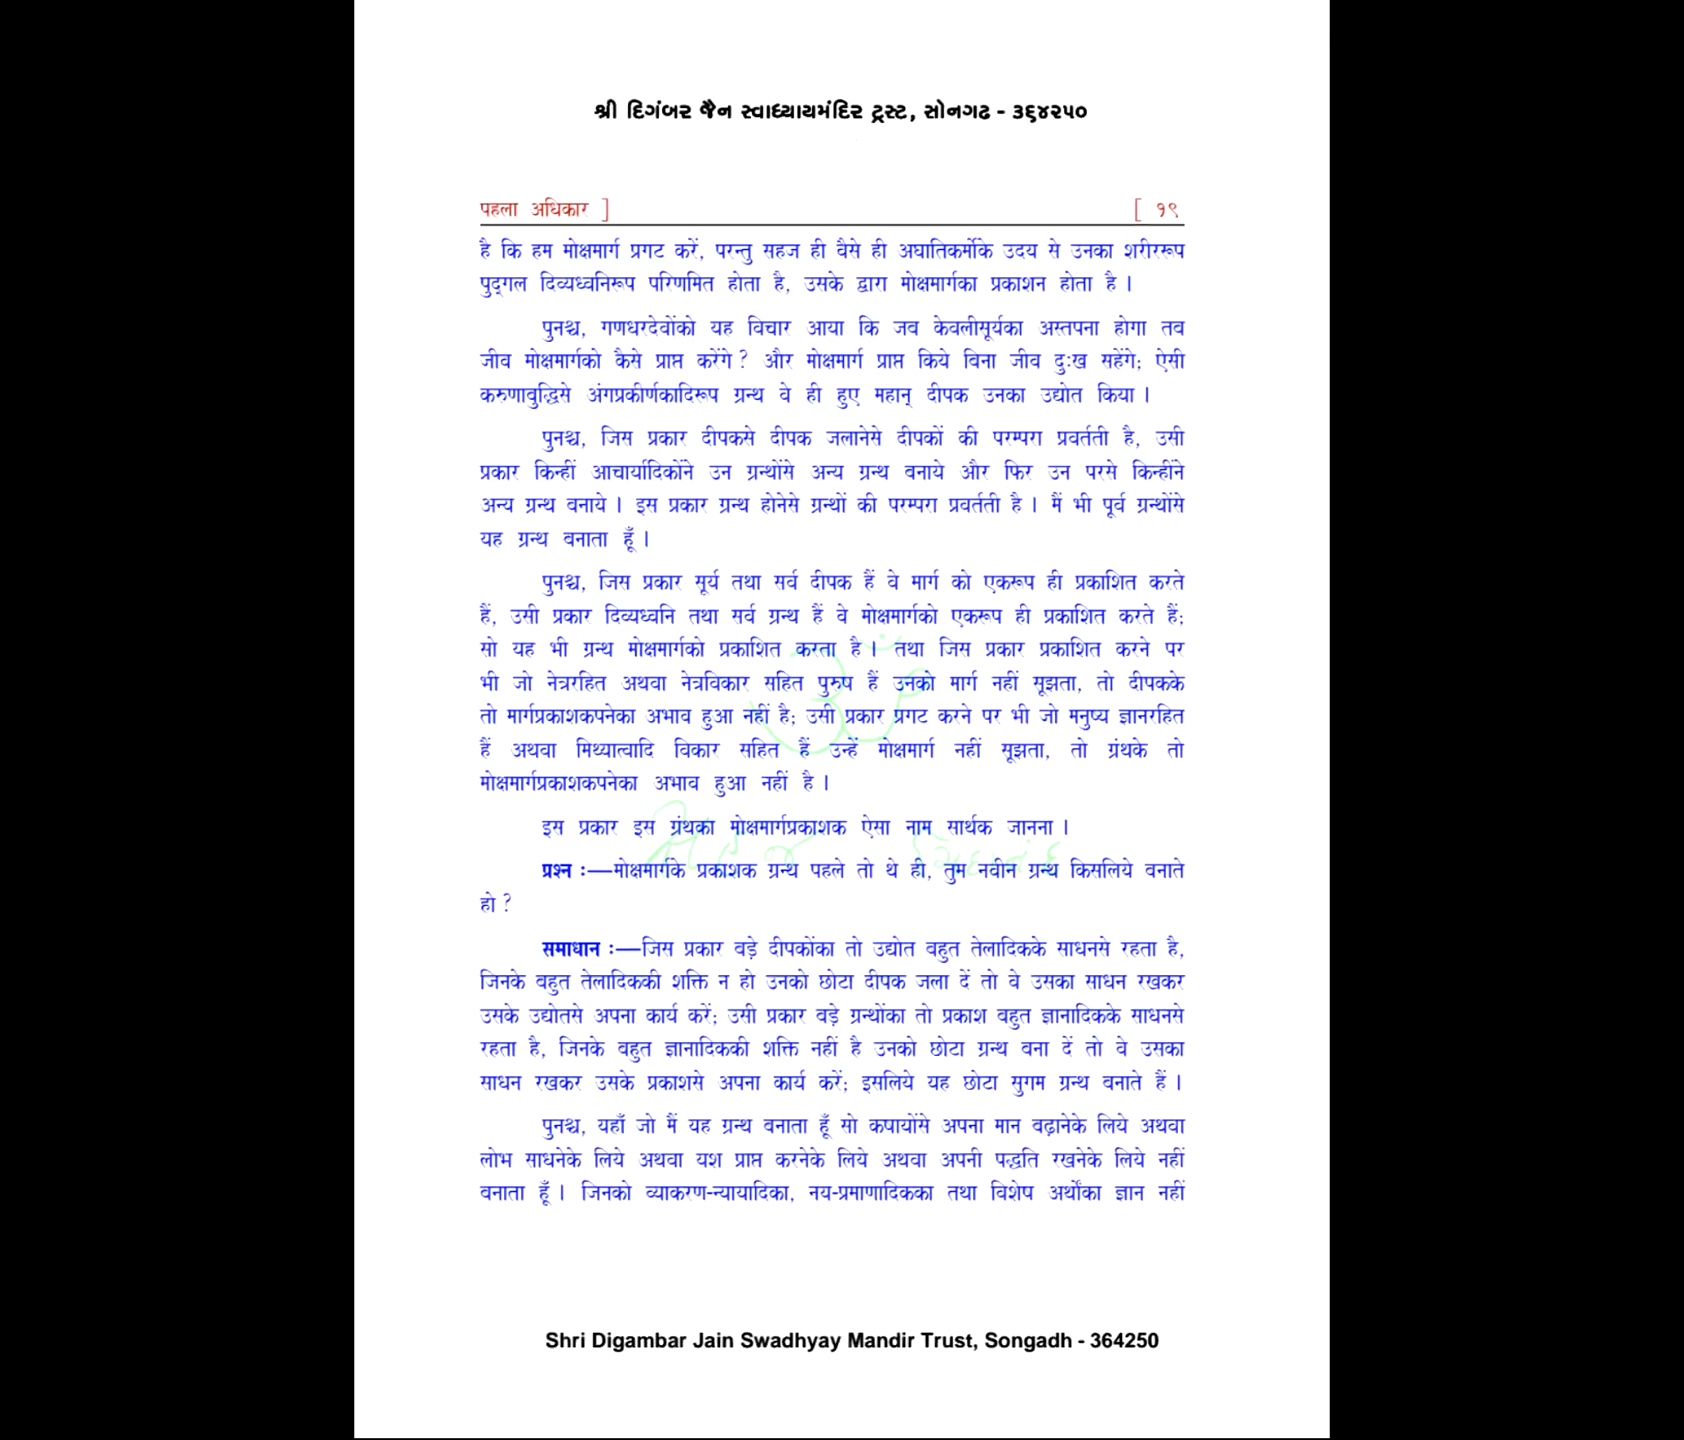 શ્રી દિગંબર જૈન સ્વાધ્યાયમંદિર ટ્રસ્ટ, સોનગઢ - ૩૬૪૨૫૦
पहला अधिकार ] [ १९
है कि हम मोक्षमार्ग प्रगट करें, परन्तु सहज ही वैसे ही अघातिकर्मोंके उदय से उनका शरीररूप
पुद्गल दिव्यध्वनिरूप परिणमित होता है, उसके द्वारा मोक्षमार्गका प्रकाशन होता है ।
पुनश्च, गणधरदेवोंको यह विचार आया कि जब केवलीसूर्यका अस्तपना होगा तब
जीव मोक्षमार्गको कैसे प्राप्त करेंगे ? और मोक्षमार्ग प्राप्त किये बिना जीव दुःख सहेंगे; ऐसी
करुणाबुद्धिसे अंगप्रकीर्णकादिरूप ग्रन्थ वे ही हुए महान् दीपक उनका उद्योत किया ।
पुनश्च, जिस प्रकार दीपकसे दीपक जलानेसे दीपकों की परम्परा प्रवर्तती है, उसी
प्रकार किन्हीं आचार्यादिकोंने उन ग्रन्थोंसे अन्य ग्रन्थ बनाये और फिर उन परसे किन्हींने
अन्य ग्रन्थ बनाये । इस प्रकार ग्रन्थ होनेसे ग्रन्थों की परम्परा प्रवर्तती है । मैं भी पूर्व ग्रन्थोंसे
यह ग्रन्थ बनाता हूँ ।
पुनश्च, जिस प्रकार सूर्य तथा सर्व दीपक हैं वे मार्ग को एकरूप ही प्रकाशित करते
हैं, उसी प्रकार दिव्यध्वनि तथा सर्व ग्रन्थ हैं वे मोक्षमार्गको एकरूप ही प्रकाशित करते हैं;
सो यह भी ग्रन्थ मोक्षमार्गको प्रकाशित करता है । तथा जिस प्रकार प्रकाशित करने पर
भी जो नेत्ररहित अथवा नेत्रविकार सहित पुरुष हैं उनको मार्ग नहीं सूझता, तो दीपकके
तो मार्गप्रकाशकपनेका अभाव हुआ नहीं है; उसी प्रकार प्रगट करने पर भी जो मनुष्य ज्ञानरहित
हैं अथवा मिथ्यात्वादि विकार सहित हैं उन्हें मोक्षमार्ग नहीं सूझता, तो ग्रंथके तो
मोक्षमार्गप्रकाशकपनेका अभाव हुआ नहीं है ।
इस प्रकार इस ग्रंथका मोक्षमार्गप्रकाशक ऐसा नाम सार्थक जानना ।
प्रश्न :—मोक्षमार्गके प्रकाशक ग्रन्थ पहले तो थे ही, तुम नवीन ग्रन्थ किसलिये बनाते
हो ?
समाधान :—जिस प्रकार बड़े दीपकोंका तो उद्योत बहुत तेलादिकके साधनसे रहता है,
जिनके बहुत तेलादिककी शक्ति न हो उनको छोटा दीपक जला दें तो वे उसका साधन रखकर
उसके उद्योतसे अपना कार्य करें; उसी प्रकार बड़े ग्रन्थोंका तो प्रकाश बहुत ज्ञानादिकके साधनसे
रहता है, जिनके बहुत ज्ञानादिककी शक्ति नहीं है उनको छोटा ग्रन्थ बना दें तो वे उसका
साधन रखकर उसके प्रकाशसे अपना कार्य करें; इसलिये यह छोटा सुगम ग्रन्थ बनाते हैं ।
पुनश्च, यहाँ जो मैं यह ग्रन्थ बनाता हूँ सो कषायोंसे अपना मान बढ़ानेके लिये अथवा
लोभ साधनेके लिये अथवा यश प्राप्त करनेके लिये अथवा अपनी पद्धति रखनेके लिये नहीं
बनाता हूँ । जिनको व्याकरण-न्यायादिका, नय-प्रमाणादिकका तथा विशेष अर्थोंका ज्ञान नहीं
Shri Digambar Jain Swadhyay Mandir Trust, Songadh - 364250